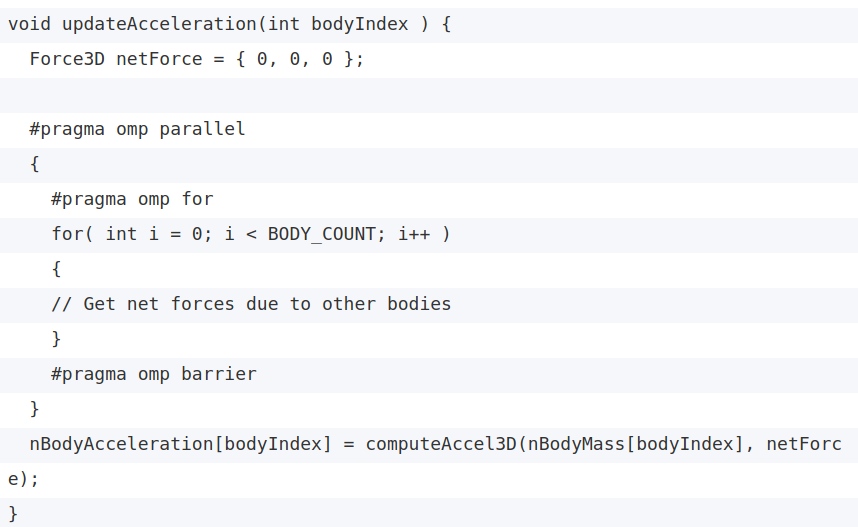 void updateAcceleration(int bodyIndex ) {
  Force3D netForce = { 0, 0, 0 };

  #pragma omp parallel
  {
    #pragma omp for
    for( int i = 0; i < BODY_COUNT; i++ )
    {
    // Get net forces due to other bodies
    }
    #pragma omp barrier
  }
  nBodyAcceleration[bodyIndex] = computeAccel3D(nBodyMass[bodyIndex], netForc
e);
}